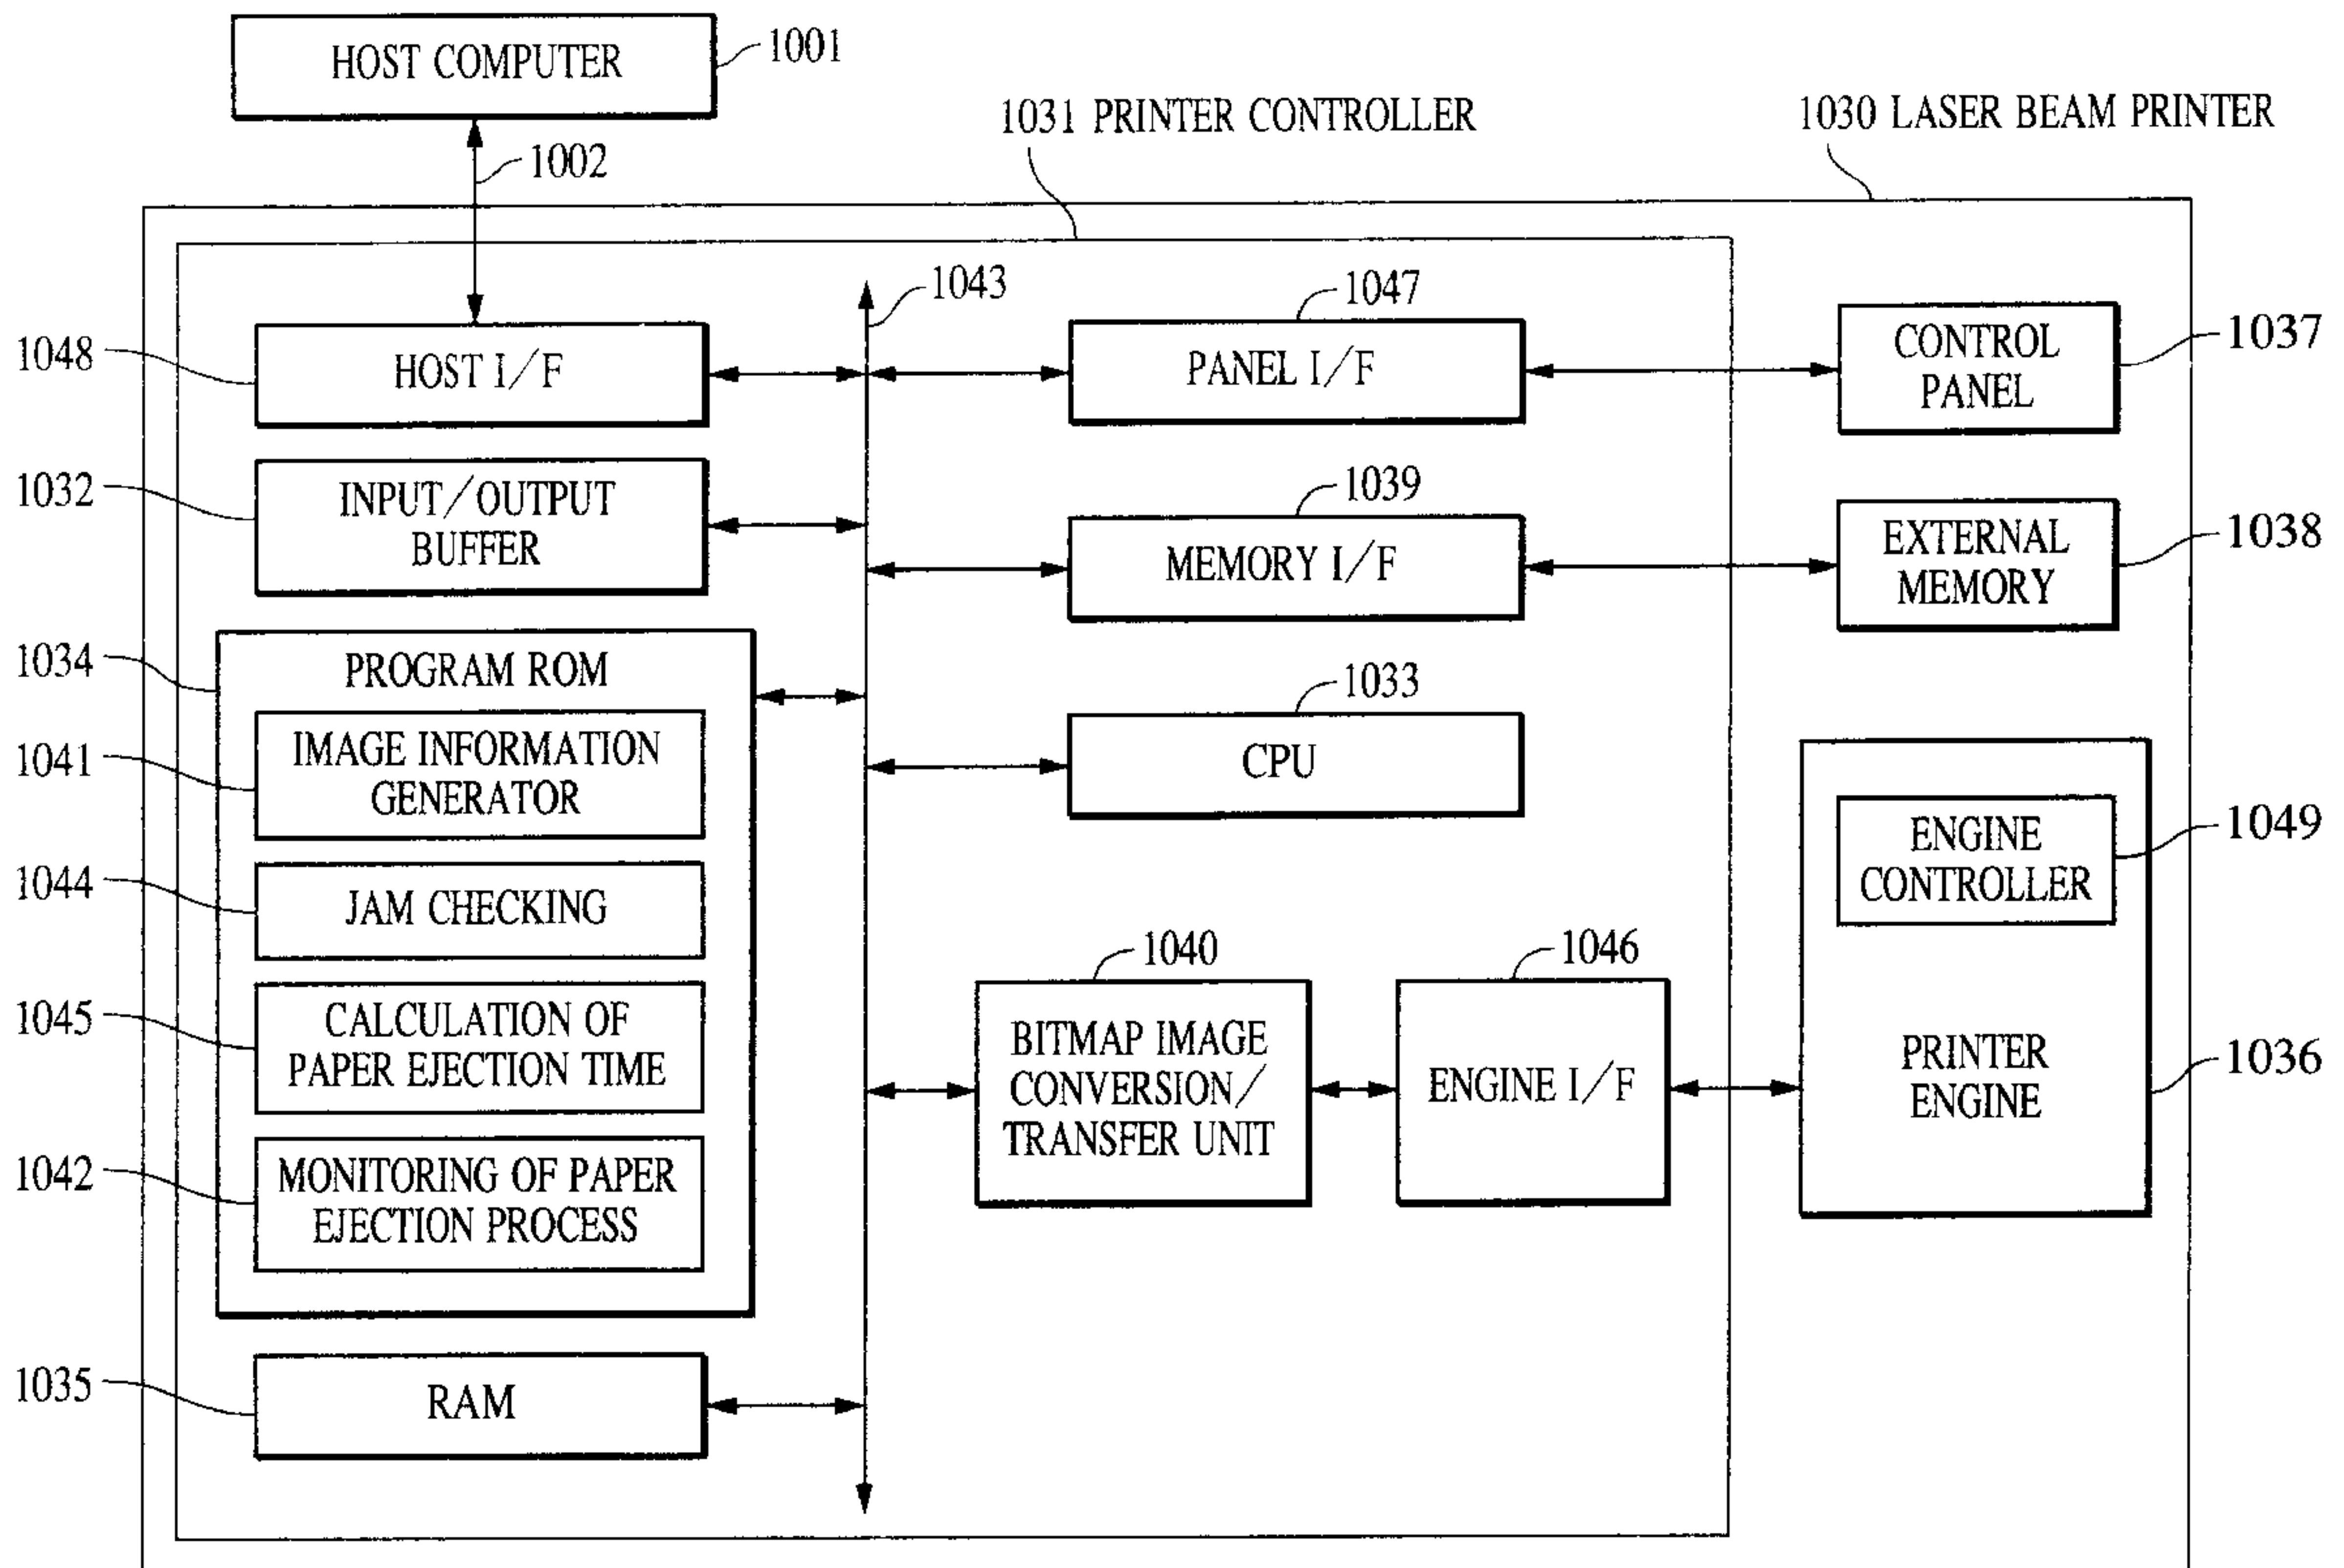 HOST COMPUTER
1001
1002
1031 PRINTER CONTROLLER
1030 LASER BEAM PRINTER
1043
1048
HOST I/F
1047
PANEL I/F
CONTROL
PANEL
1037
1032
INPUT/OUTPUT
BUFFER
1039
MEMORY I/F
EXTERNAL
MEMORY
1038
1034
PROGRAM ROM
1041
IMAGE INFORMATION
GENERATOR
1044
JAM CHECKING
1045
CALCULATION OF
PAPER EJECTION TIME
1042
MONITORING OF PAPER
EJECTION PROCESS
1033
CPU
1040
BITMAP IMAGE
CONVERSION/
TRANSFER UNIT
1046
ENGINE I/F
ENGINE
CONTROLLER
1049
PRINTER
ENGINE
1036
1035
RAM